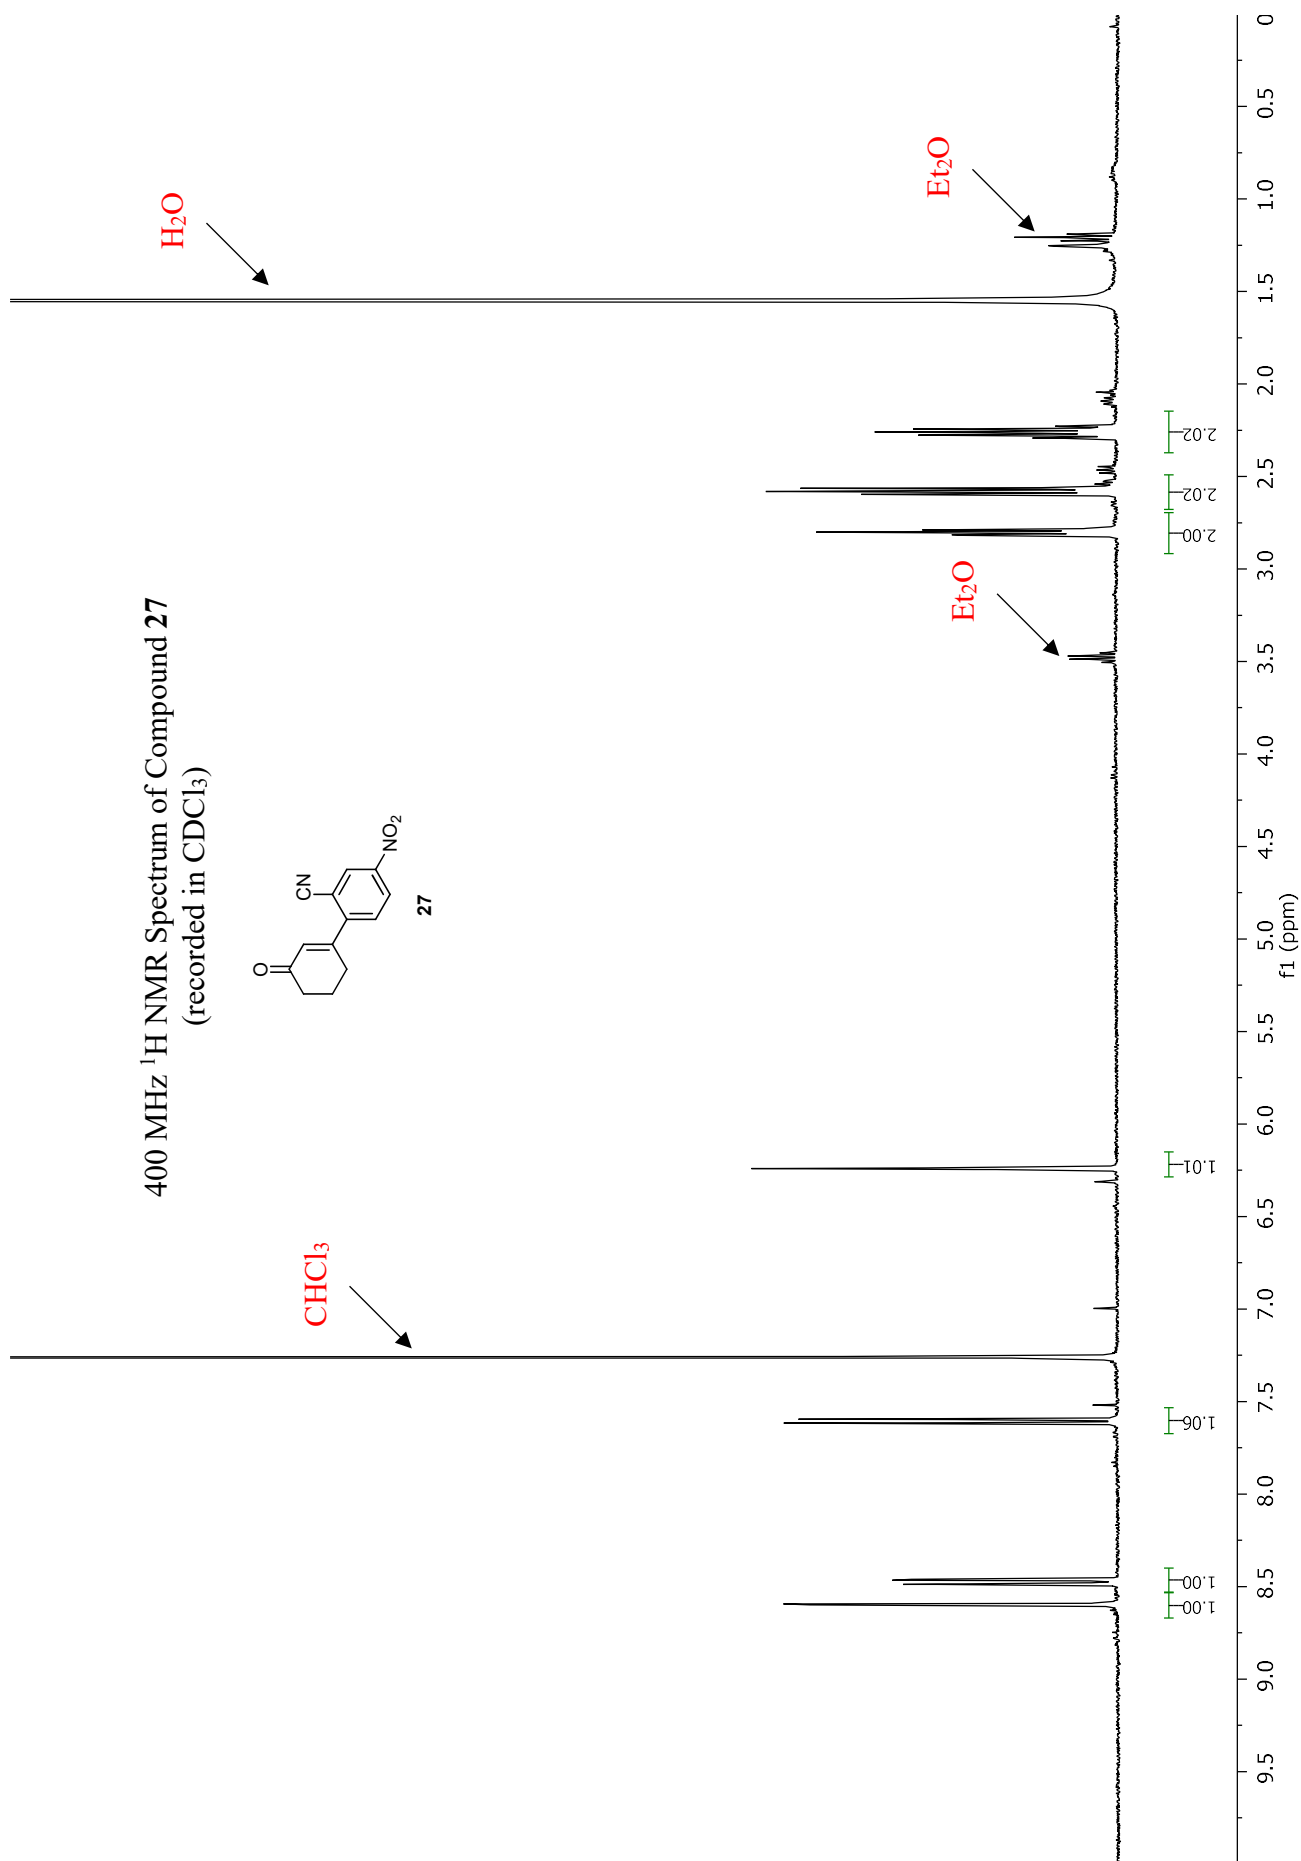 400 MHz ¹H NMR Spectrum of Compound 27
(recorded in CDCl₃)
O
CN
NO₂
27
CHCl₃
H₂O
Et₂O
Et₂O
1.00
1.00
1.06
1.01
2.00
2.02
2.02
9.5
9.0
8.5
8.0
7.5
7.0
6.5
6.0
5.5
5.0
4.5
4.0
3.5
3.0
2.5
2.0
1.5
1.0
0.5
0
f1 (ppm)